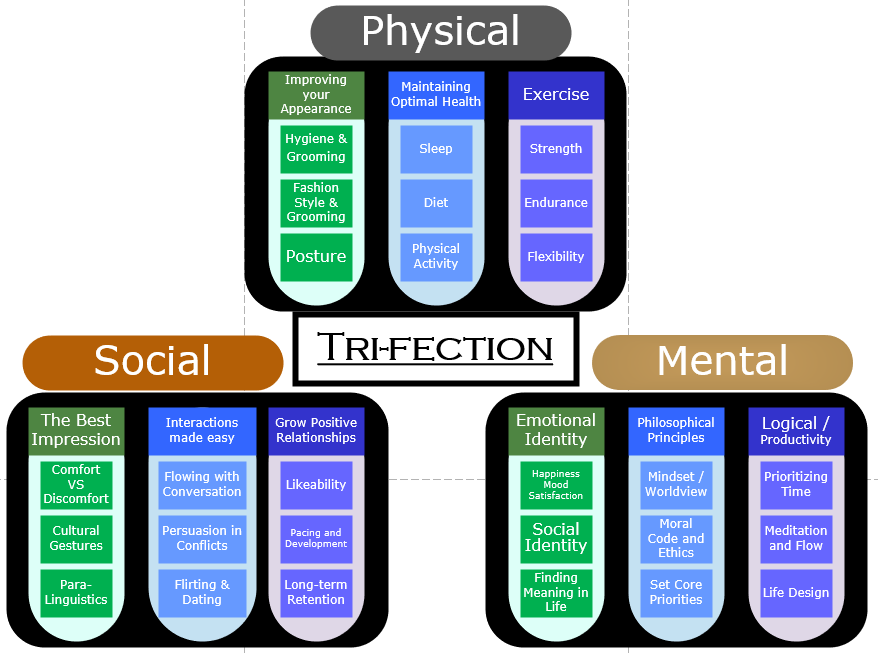 Physical
Improving
your
Appearance
Hygiene &
Grooming
Fashion
Style &
Grooming
Posture
Maintaining
Optimal Health
Sleep
Diet
Physical
Activity
Exercise
Strength
Endurance
Flexibility
Tri-fection
Social
The Best
Impression
Comfort
VS
Discomfort
Cultural
Gestures
Para-
Linguistics
Interactions
made easy
Flowing with
Conversation
Persuasion in
Conflicts
Flirting &
Dating
Grow Positive
Relationships
Likeability
Pacing and
Development
Long-term
Retention
Mental
Emotional
Identity
Happiness
Mood
Satisfaction
Social
Identity
Finding
Meaning in
Life
Philosophical
Principles
Mindset /
Worldview
Moral
Code and
Ethics
Set Core
Priorities
Logical /
Productivity
Prioritizing
Time
Meditation
and Flow
Life Design